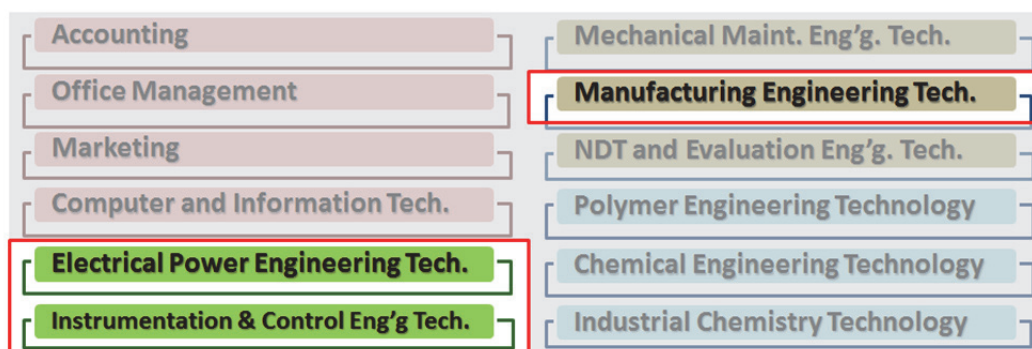 Accounting
Office Management
Marketing
Computer and Information Tech.
Electrical Power Engineering Tech.
Instrumentation & Control Eng'g Tech.
Mechanical Maint. Eng'g. Tech.
Manufacturing Engineering Tech.
NDT and Evaluation Eng'g. Tech.
Polymer Engineering Technology
Chemical Engineering Technology
Industrial Chemistry Technology